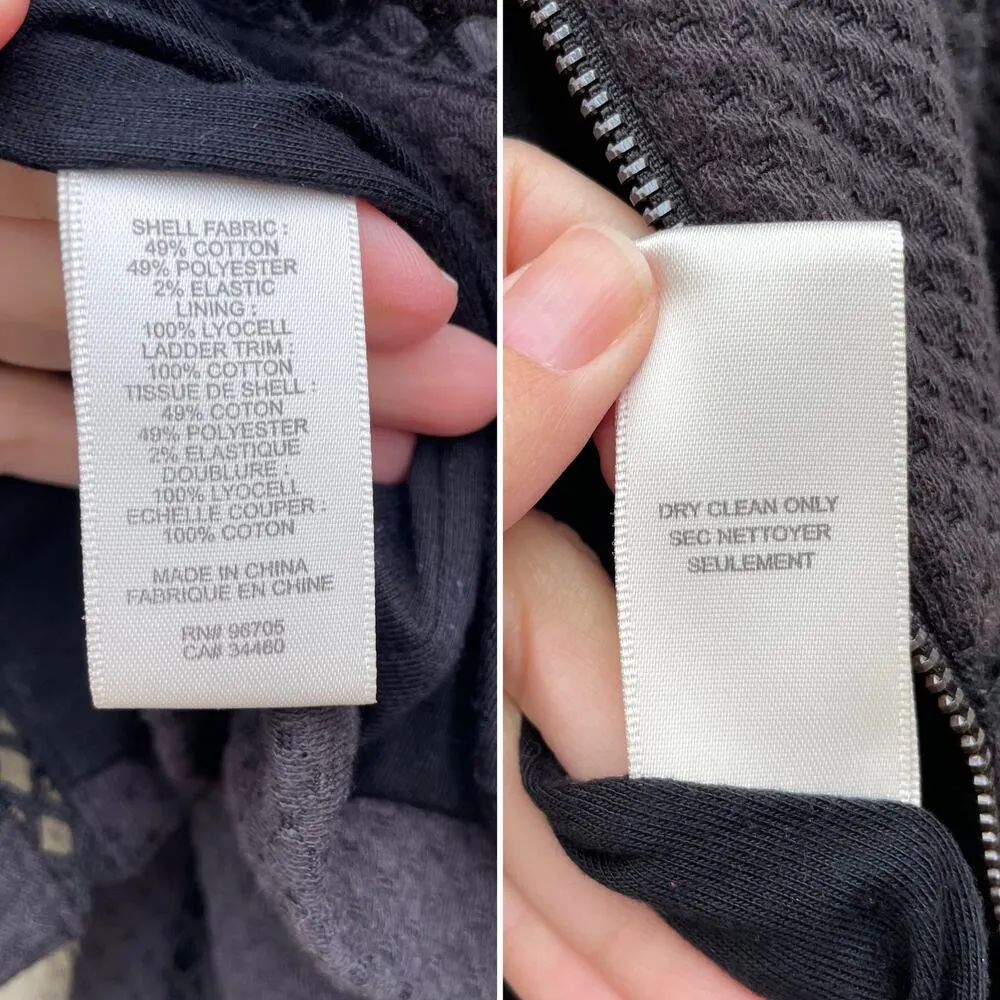 SHELL FABRIC :
49% COTTON
49% POLYESTER
2% ELASTIC
LINING :
100% LYOCELL
LADDER TRIM :
100% COTTON
TISSUE DE SHELL :
49% COTON
49% POLYESTER
2% ELASTIQUE
DOUBLURE :
100% LYOCELL
ECHELLE COUPER :
100% COTON
MADE IN CHINA
FABRIQUE EN CHINE
RN# 96705
CA# 34460
DRY CLEAN ONLY
SEC NETTOYER
SEULEMENT